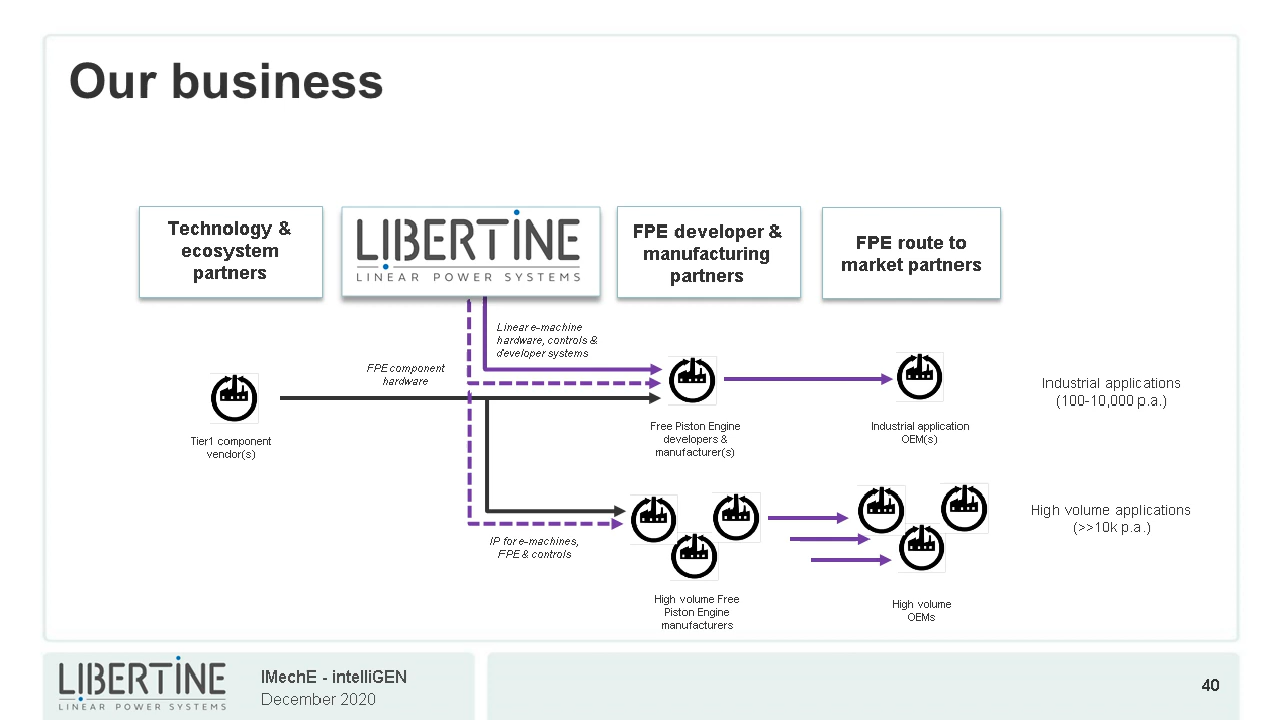 Our business
Technology &
ecosystem
partners
LIBERTINE
LINEAR POWER SYSTEMS
FPE developer &
manufacturing
partners
FPE route to
market partners
Linear e-machine
hardware, controls &
developer systems
FPE component
hardware
Tier1 component
vendor(s)
Free Piston Engine
developers &
manufacturer(s)
Industrial application
OEM(s)
Industrial applications
(100-10,000 p.a.)
IP for e-machines,
FPE & controls
High volume Free
Piston Engine
manufacturers
High volume
OEMs
High volume applications
(>>10k p.a.)
LIBERTINE
LINEAR POWER SYSTEMS
IMechE - intelliGEN
December 2020
40